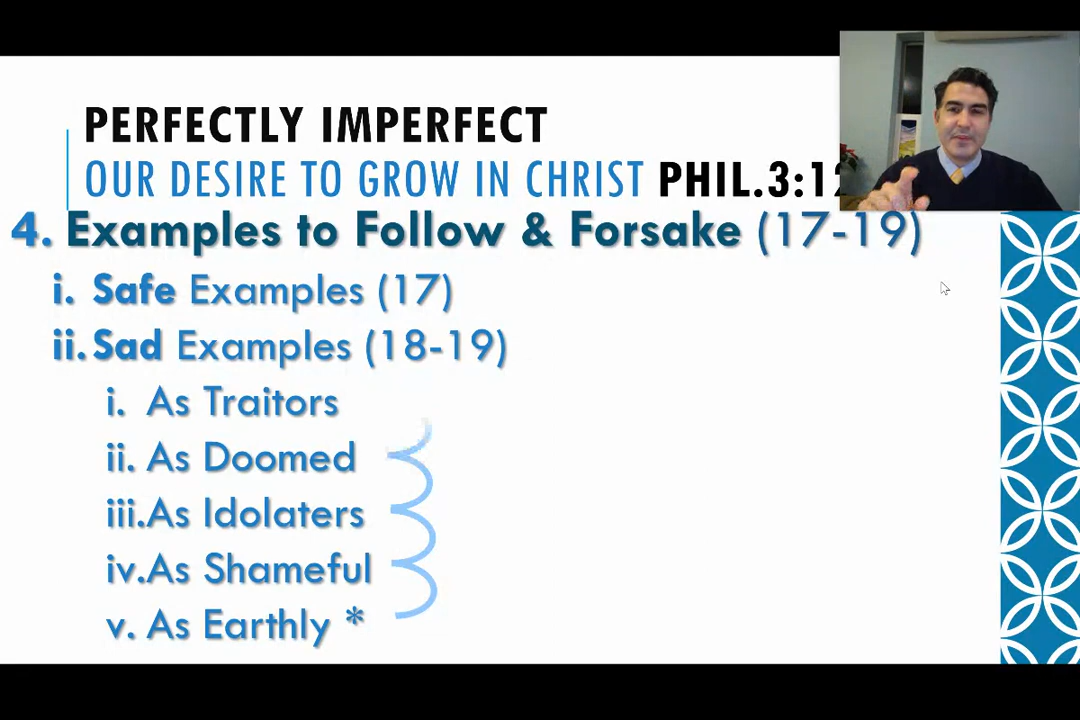 PERFECTLY IMPERFECT
OUR DESIRE TO GROW IN CHRIST PHIL.3:12
4. Examples to Follow & Forsake (17-19)
i. Safe Examples (17)
ii. Sad Examples (18-19)
i. As Traitors
ii. As Doomed
iii. As Idolaters
iv. As Shameful
v. As Earthly *